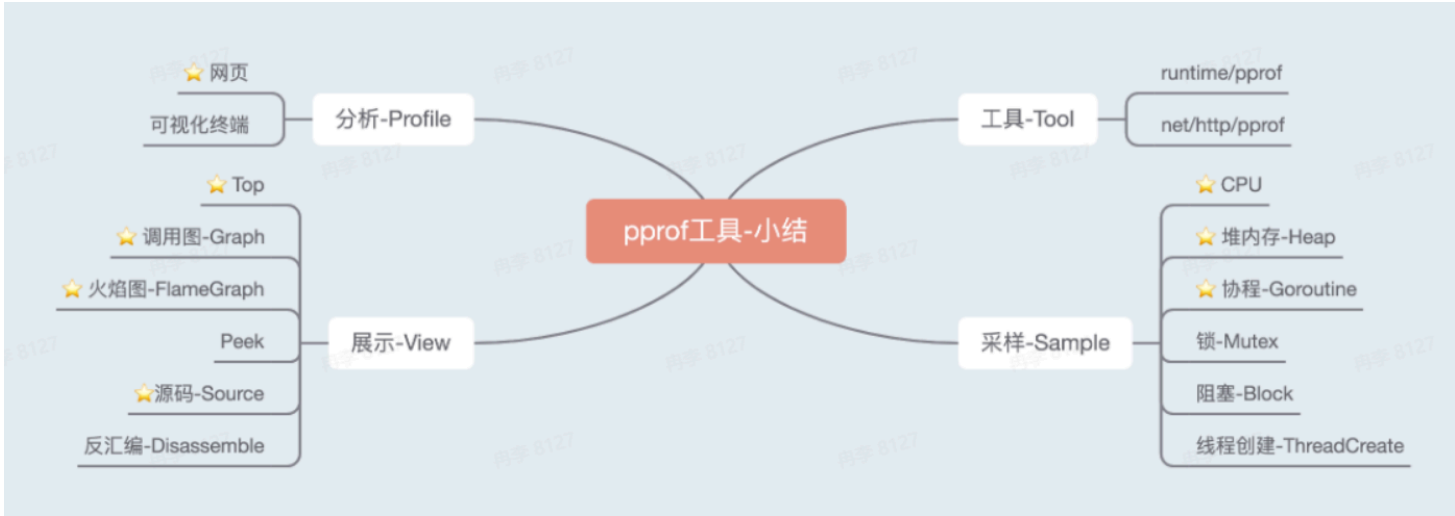 pprof工具-小结
分析-Profile
网页
可视化终端
展示-View
Top
调用图-Graph
火焰图-FlameGraph
Peek
源码-Source
反汇编-Disassemble
工具-Tool
runtime/pprof
net/http/pprof
采样-Sample
CPU
堆内存-Heap
协程-Goroutine
锁-Mutex
阻塞-Block
线程创建-ThreadCreate